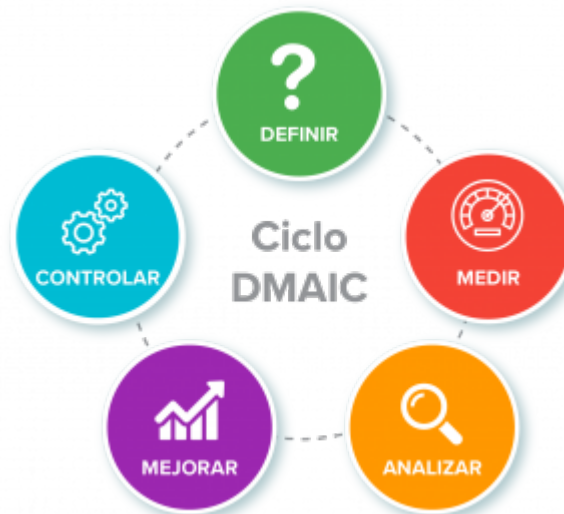 DEFINIR
Ciclo
DMAIC
MEDIR
ANALIZAR
MEJORAR
CONTROLAR